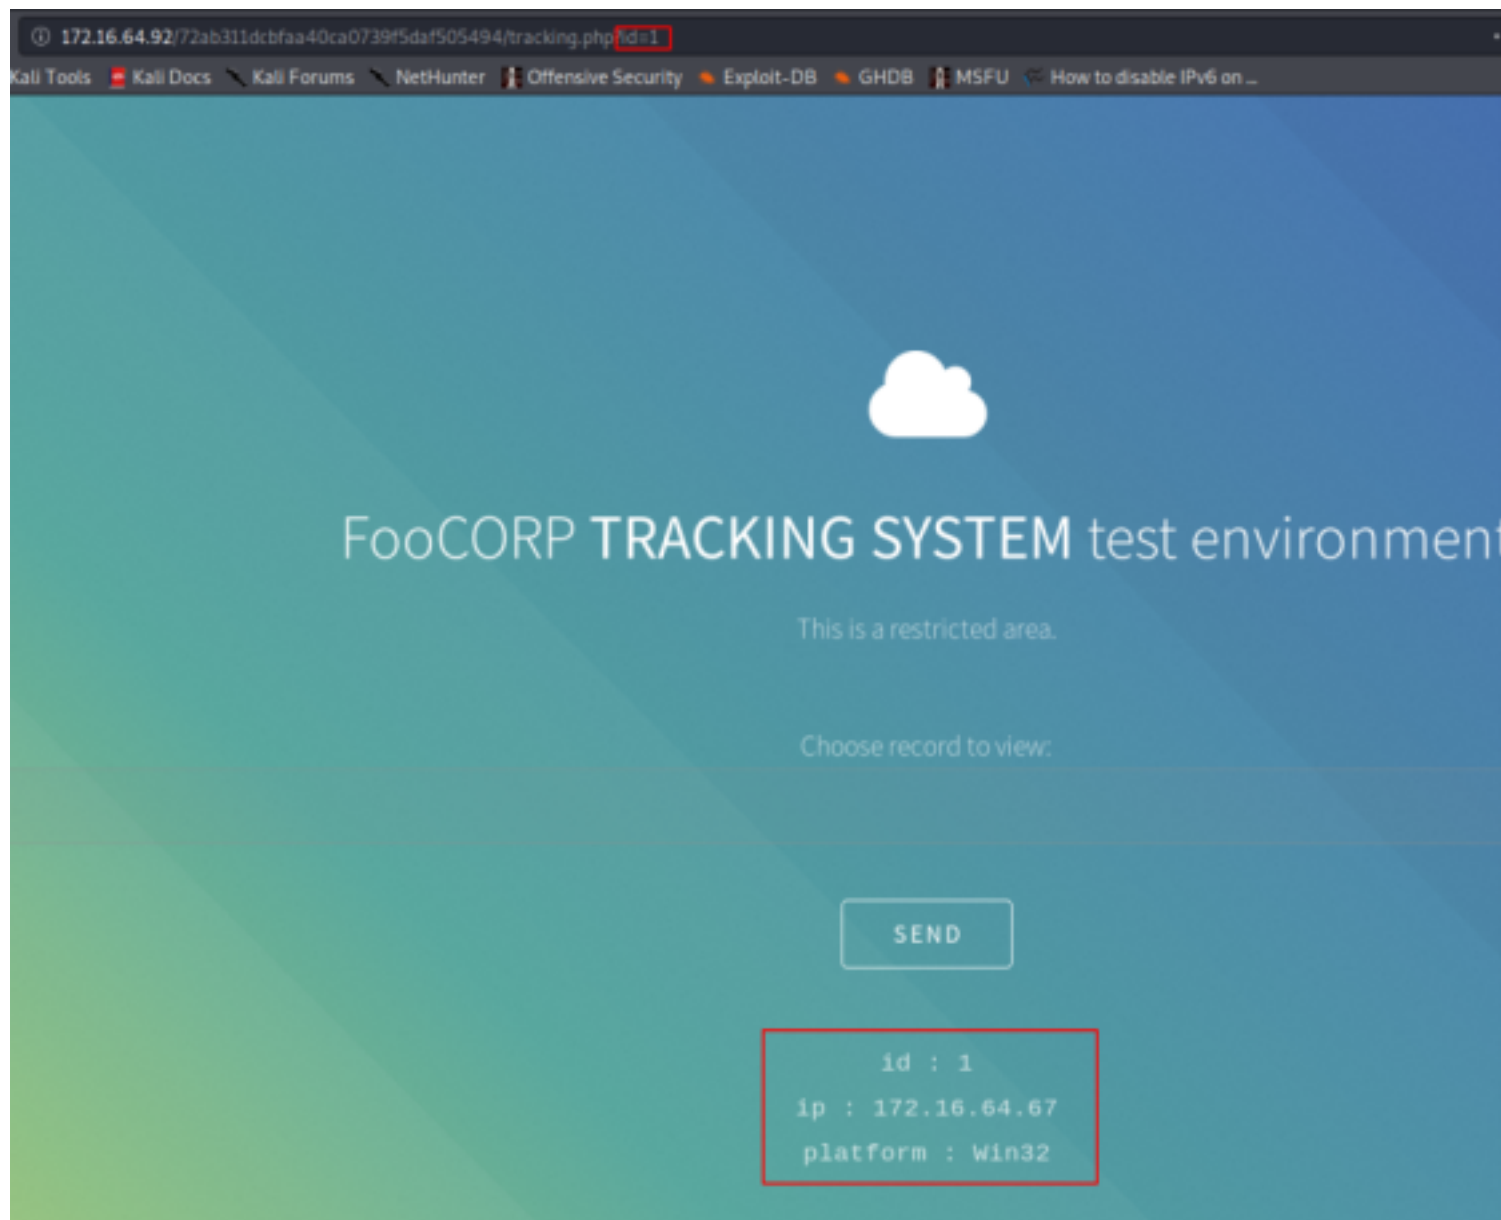 172.16.64.92/72ab311dcbfaa40ca0739f5daf505494/tracking.php?id=1
Kali Tools Kali Docs Kali Forums NetHunter Offensive Security Exploit-DB GHDB MSFU How to disable IPv6 on ...
FooCORP TRACKING SYSTEM test environment
This is a restricted area.
Choose record to view:
SEND
id : 1
ip : 172.16.64.67
platform : Win32